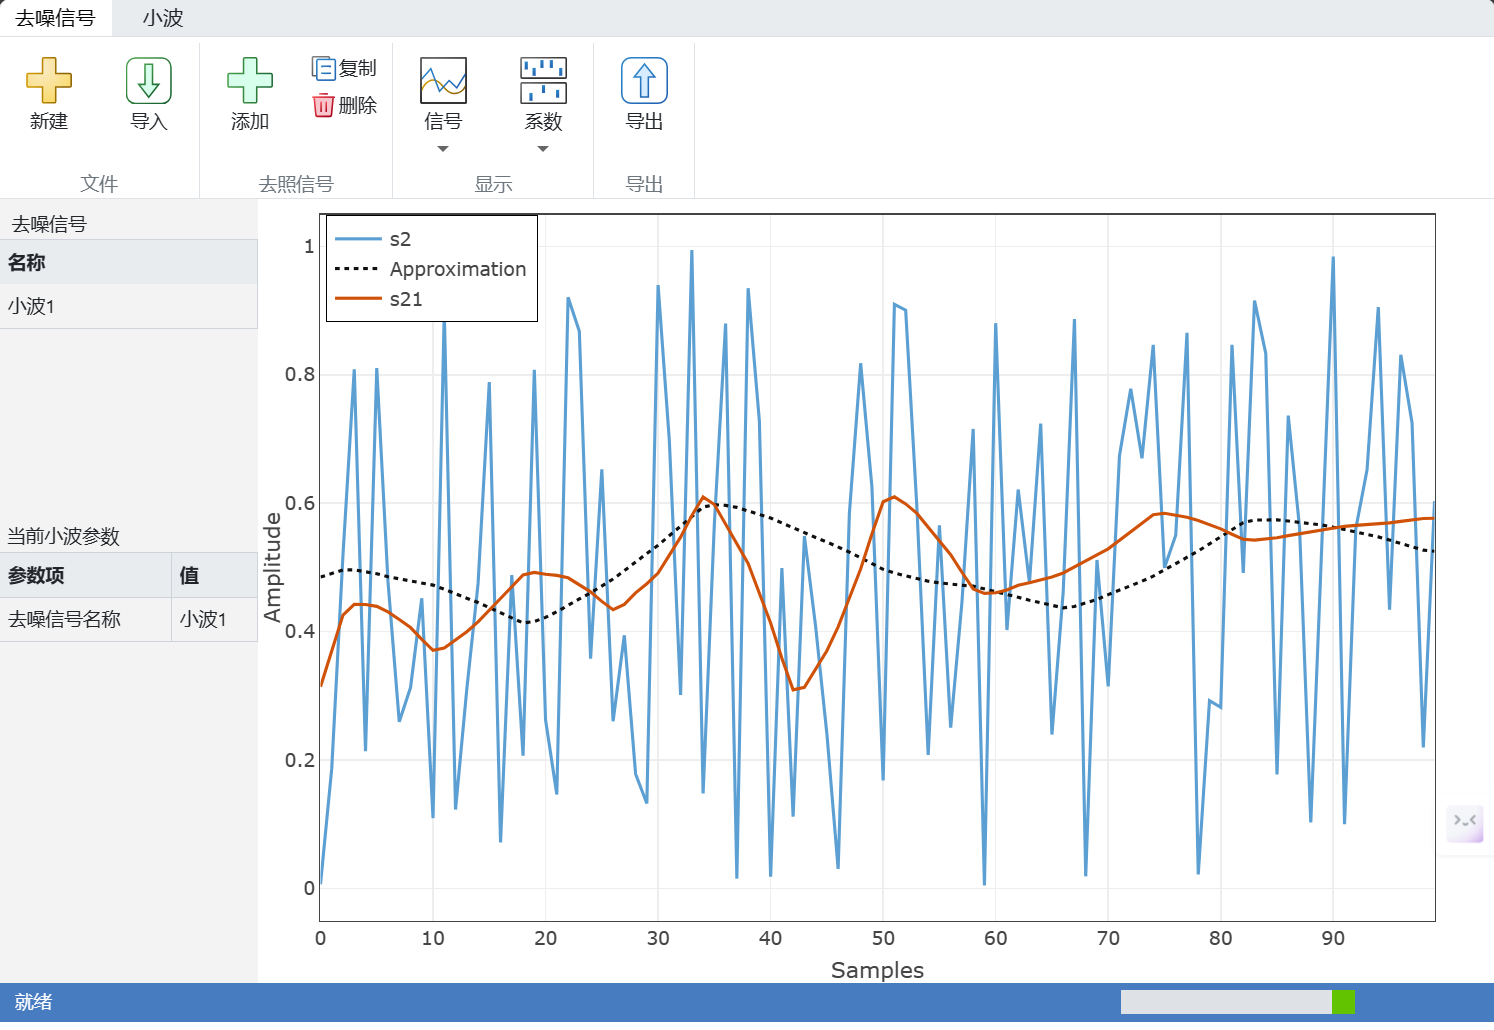 去噪信号 小波
新建 导入 添加 复制 删除 信号 系数 导出
文件 去照信号 显示 导出
去噪信号
名称
小波1
当前小波参数
参数项 值
去噪信号名称 小波1
s2
Approximation
s21
Amplitude
1
0.8
0.6
0.4
0.2
0
0 10 20 30 40 50 60 70 80 90
Samples
就绪